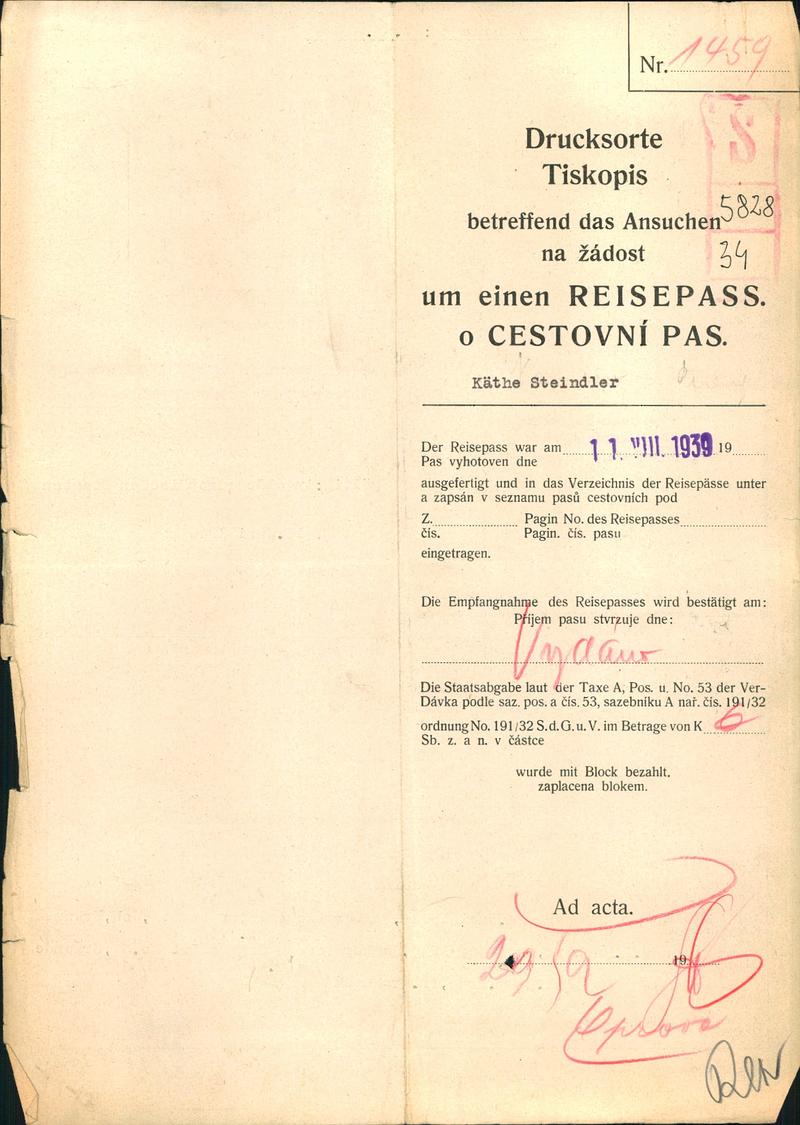 Nr. 1459
S
Drucksorte
Tiskopis
betreffend das Ansuchen
5828
na žádost
34
um einen REISEPASS.
o CESTOVNÍ PAS.
Käthe Steindler
Der Reisepass war am 11. VIII. 1939 19
Pas vyhotoven dne
ausgefertigt und in das Verzeichnis der Reisepässe unter
a zapsán v seznamu pasů cestovních pod
Z. Pagin No. des Reisepasses
čís. Pagin. čís. pasu
eingetragen.
Die Empfangnahme des Reisepasses wird bestätigt am:
Příjem pasu stvrzuje dne:
Vydáno
Die Staatsabgabe laut der Taxe A, Pos. u. No. 53 der Ver-
Dávka podle saz. pos. a čís. 53, sazebníku A nař. čís. 191/32
ordnung No. 191/32 S. d. G. u. V. im Betrage von K 6
Sb. z. a n. v částce
wurde mit Block bezahlt.
zaplacena blokem.
Ad acta.
29/9 19